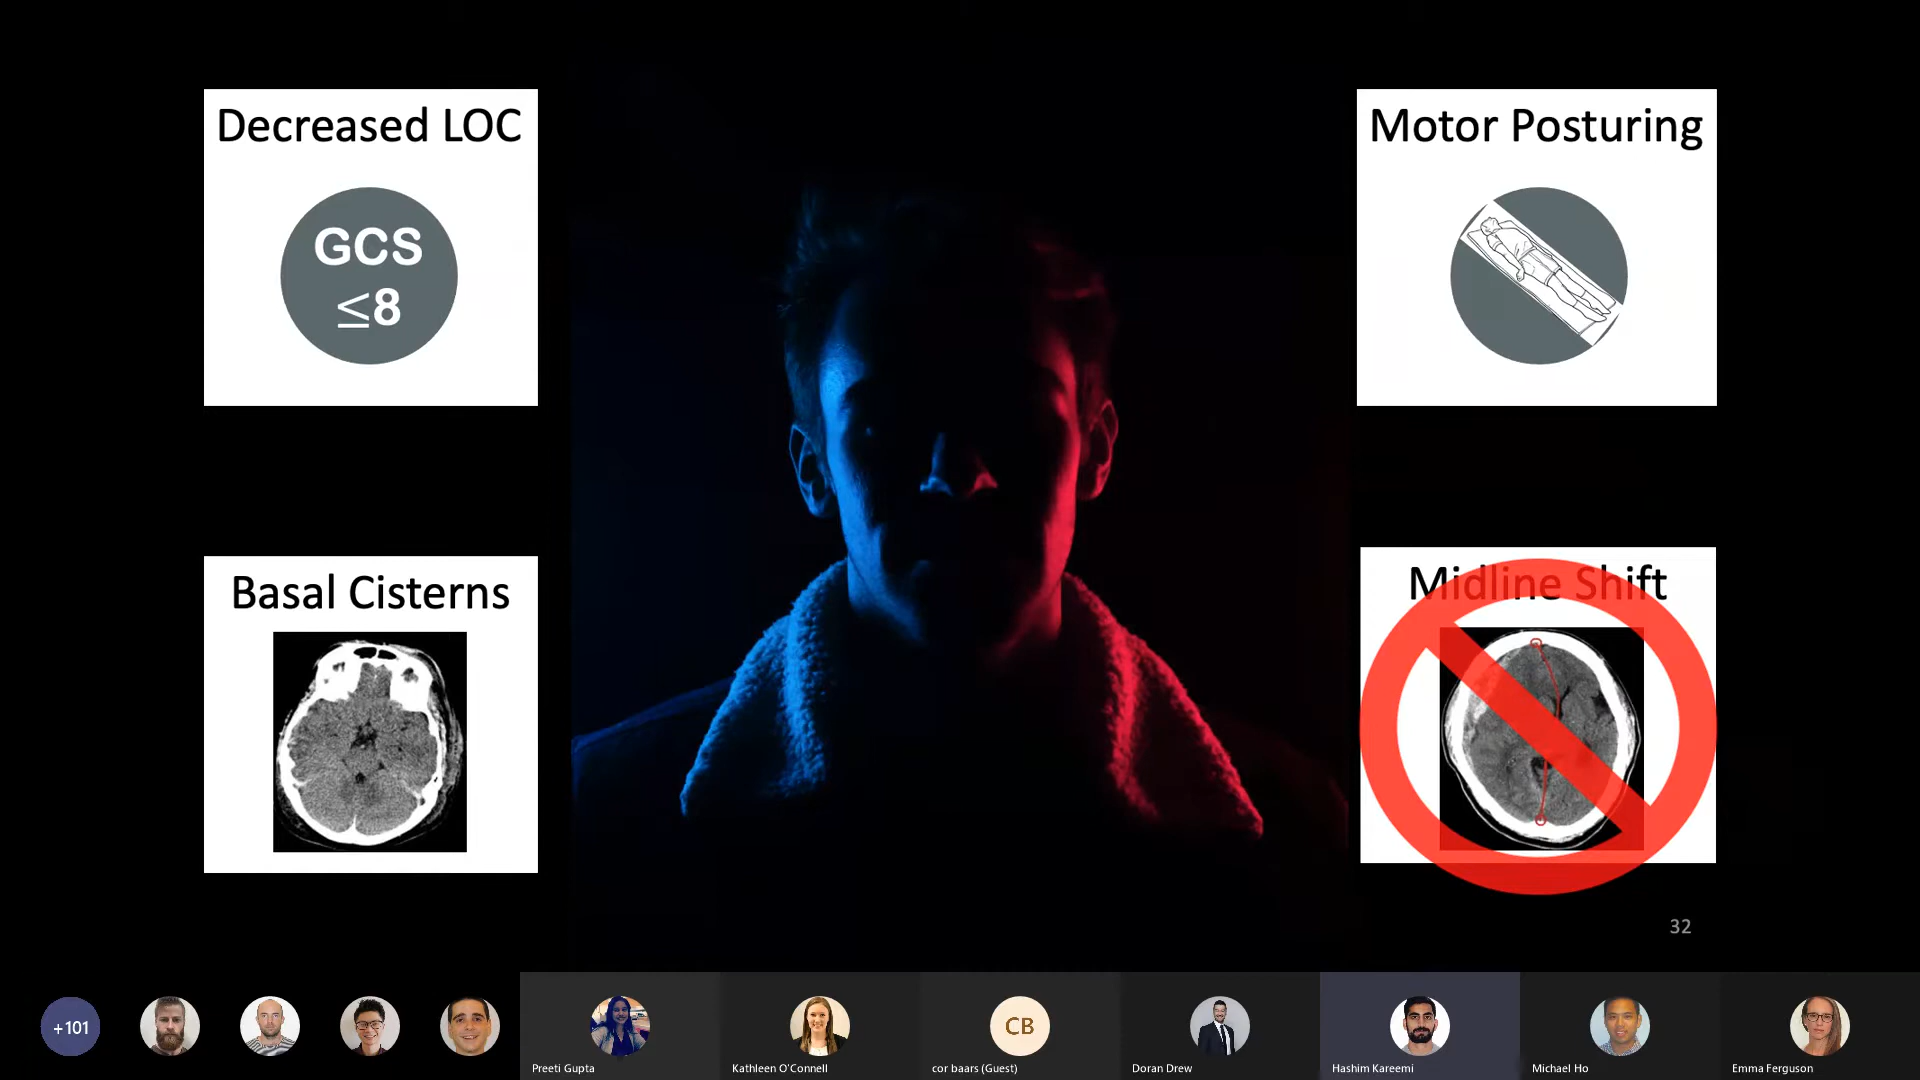 Decreased LOC
GCS
≤8
Motor Posturing
Basal Cisterns
Midline Shift
32
+101
Preeti Gupta
Kathleen O'Connell
CB
cor baars (Guest)
Doran Drew
Hashim Kareemi
Michael Ho
Emma Ferguson